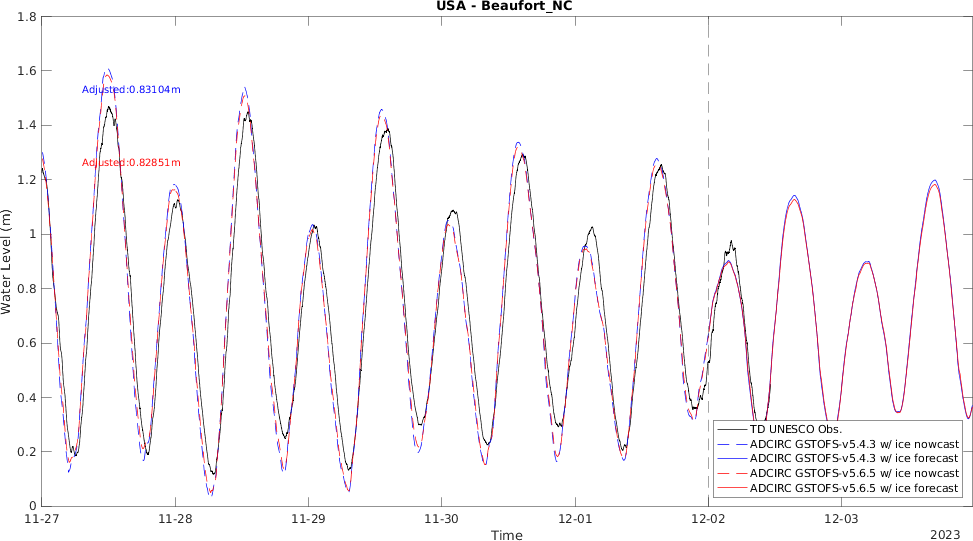 USA - Beaufort_NC
1.8
1.6
1.4
1.2
1
0.8
0.6
0.4
0.2
0
Water Level (m)
Adjusted:0.83104m
Adjusted:0.82851m
TD UNESCO Obs.
ADCIRC GSTOFS-v5.4.3 w/ ice nowcast
ADCIRC GSTOFS-v5.4.3 w/ ice forecast
ADCIRC GSTOFS-v5.6.5 w/ ice nowcast
ADCIRC GSTOFS-v5.6.5 w/ ice forecast
11-27 11-28 11-29 11-30 12-01 12-02 12-03
Time
2023